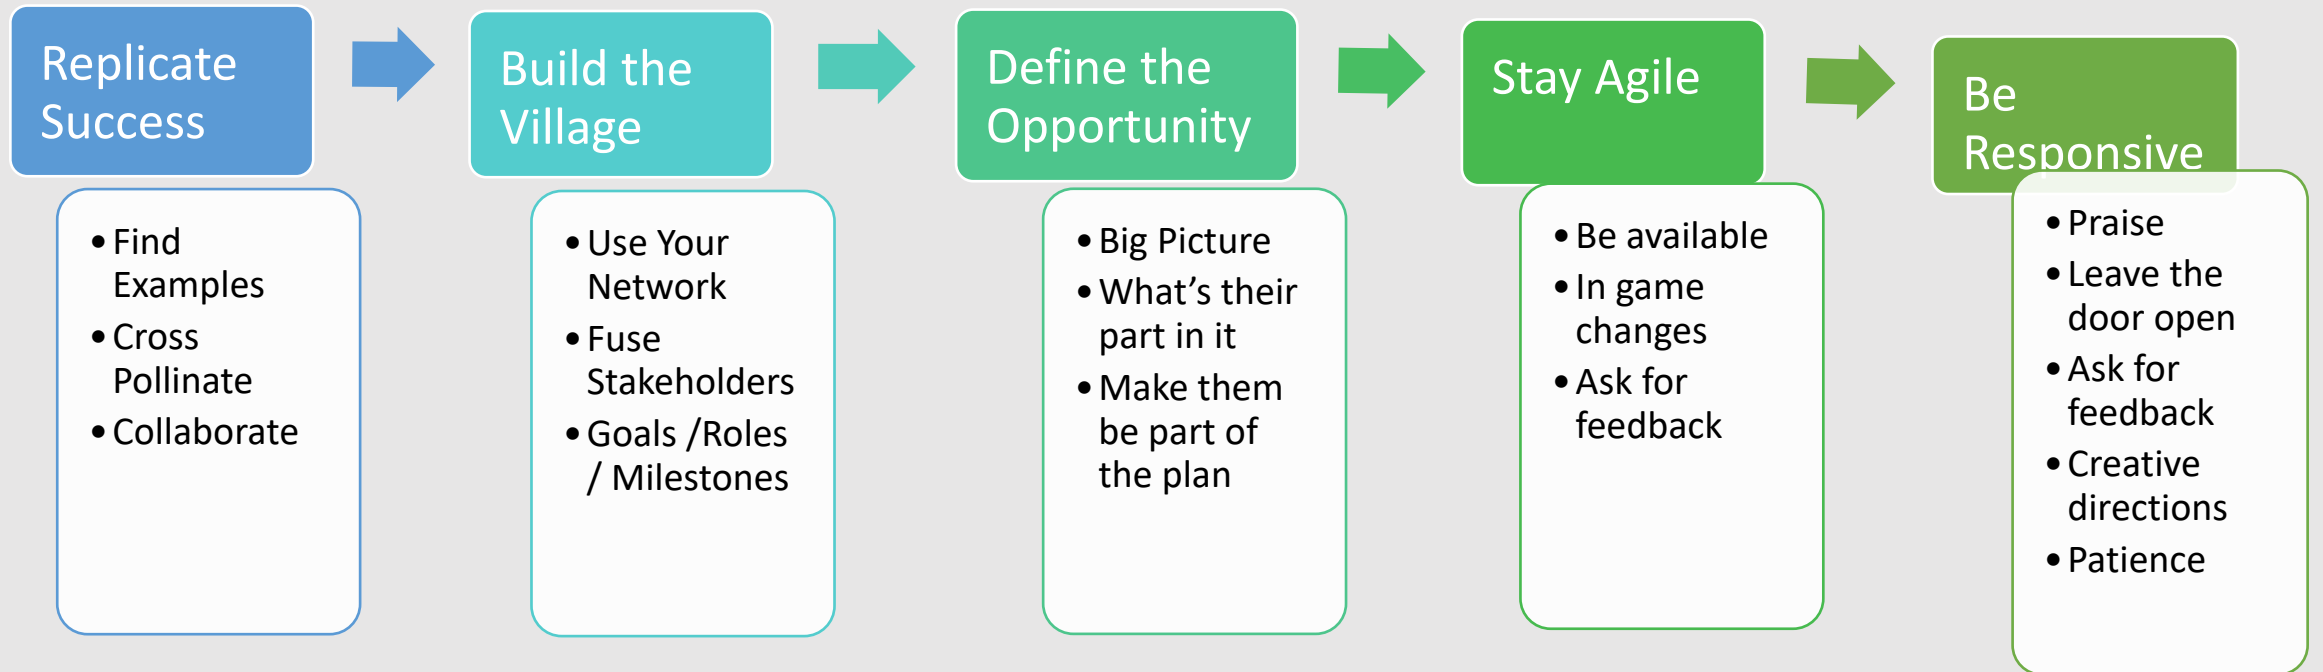 Replicate
Success
• Find
Examples
• Cross
Pollinate
• Collaborate
Build the
Village
• Use Your
Network
• Fuse
Stakeholders
• Goals /Roles
/ Milestones
Define the
Opportunity
• Big Picture
• What’s their
part in it
• Make them
be part of
the plan
Stay Agile
• Be available
• In game
changes
• Ask for
feedback
Be
Responsive
• Praise
• Leave the
door open
• Ask for
feedback
• Creative
directions
• Patience